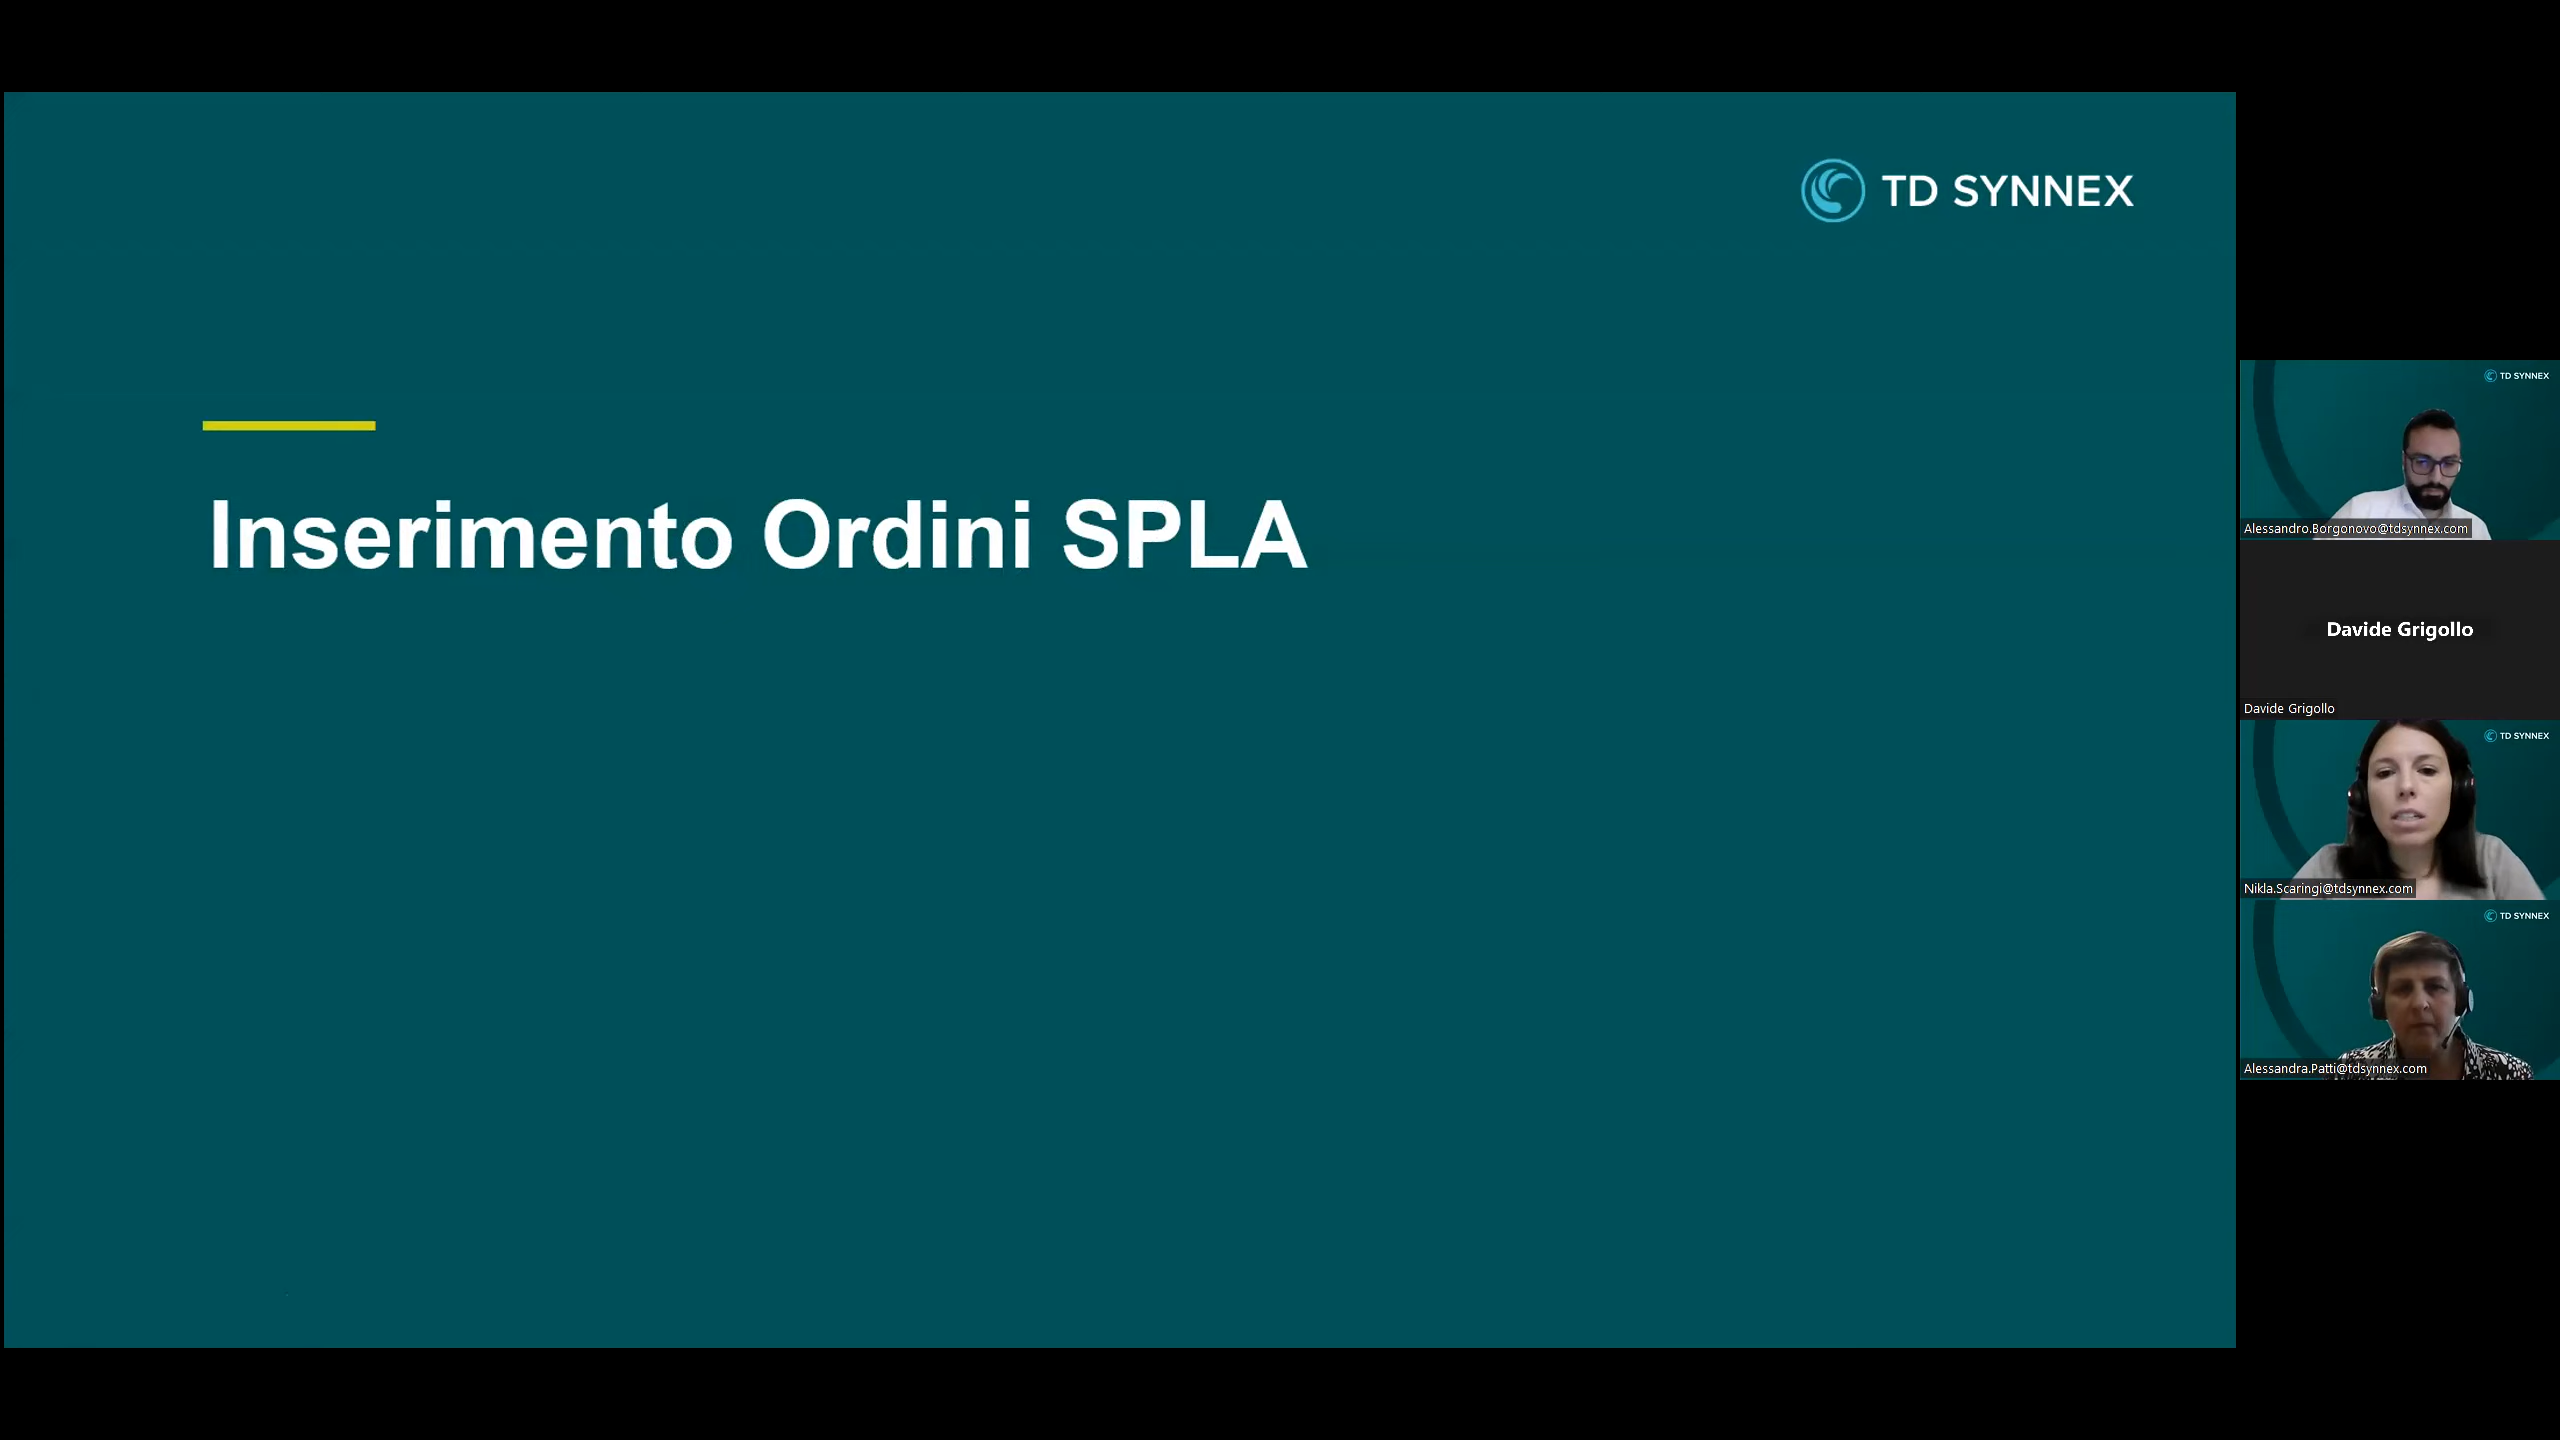 TD SYNNEX
Inserimento Ordini SPLA
TD SYNNEX
Alessandro.Borgonovo@tdsynnex.com
Davide Grigollo
Davide Grigollo
TD SYNNEX
Nikla.Scaringi@tdsynnex.com
TD SYNNEX
Alessandra.Patti@tdsynnex.com